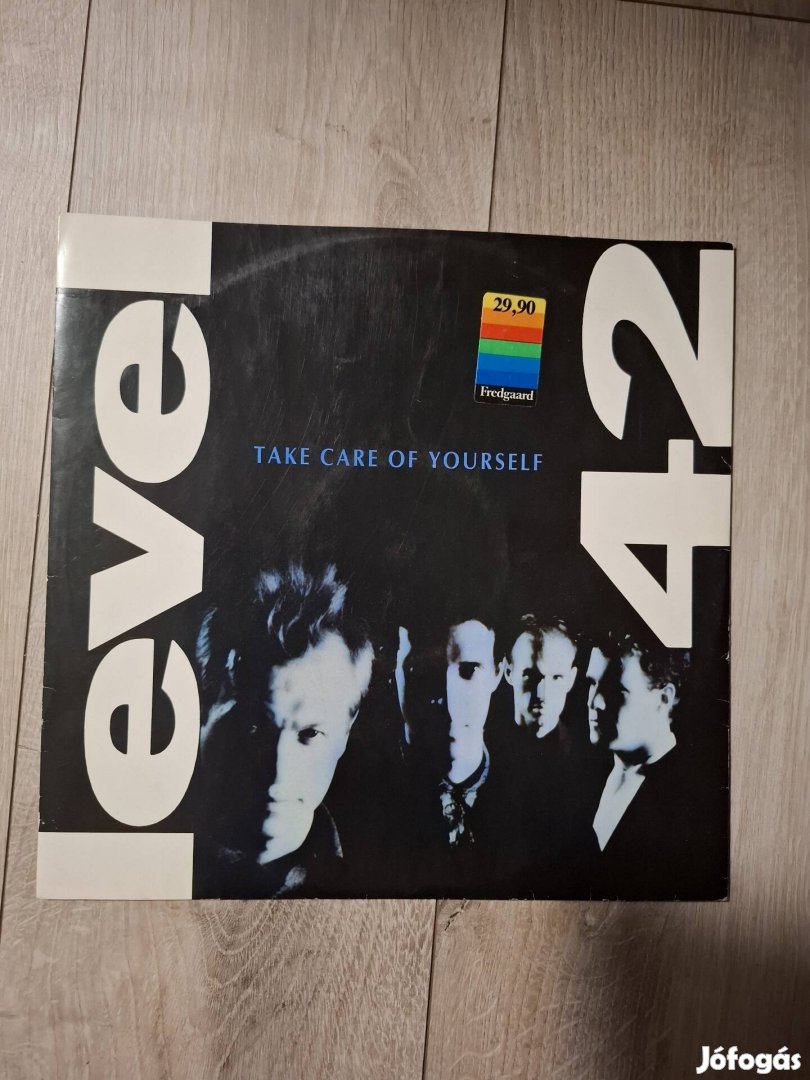 level
42
29,90
Fredgaard
TAKE CARE OF YOURSELF
Jófogás